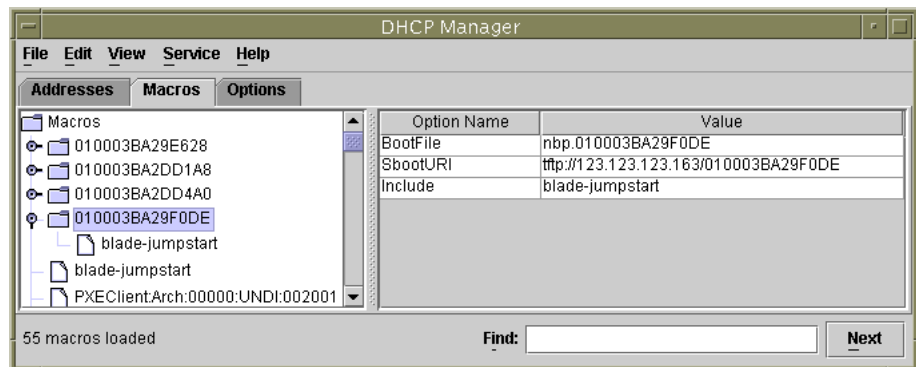 DHCP Manager
File Edit View Service Help
Addresses Macros Options
Macros
010003BA29E628
010003BA2DD1A8
010003BA2DD4A0
010003BA29F0DE
blade-jumpstart
blade-jumpstart
PXEClient:Arch:00000:UNDI:002001
Option Name Value
BootFile nbp.010003BA29F0DE
SbootURI tftp://123.123.123.163/010003BA29F0DE
Include blade-jumpstart
55 macros loaded
Find: Next